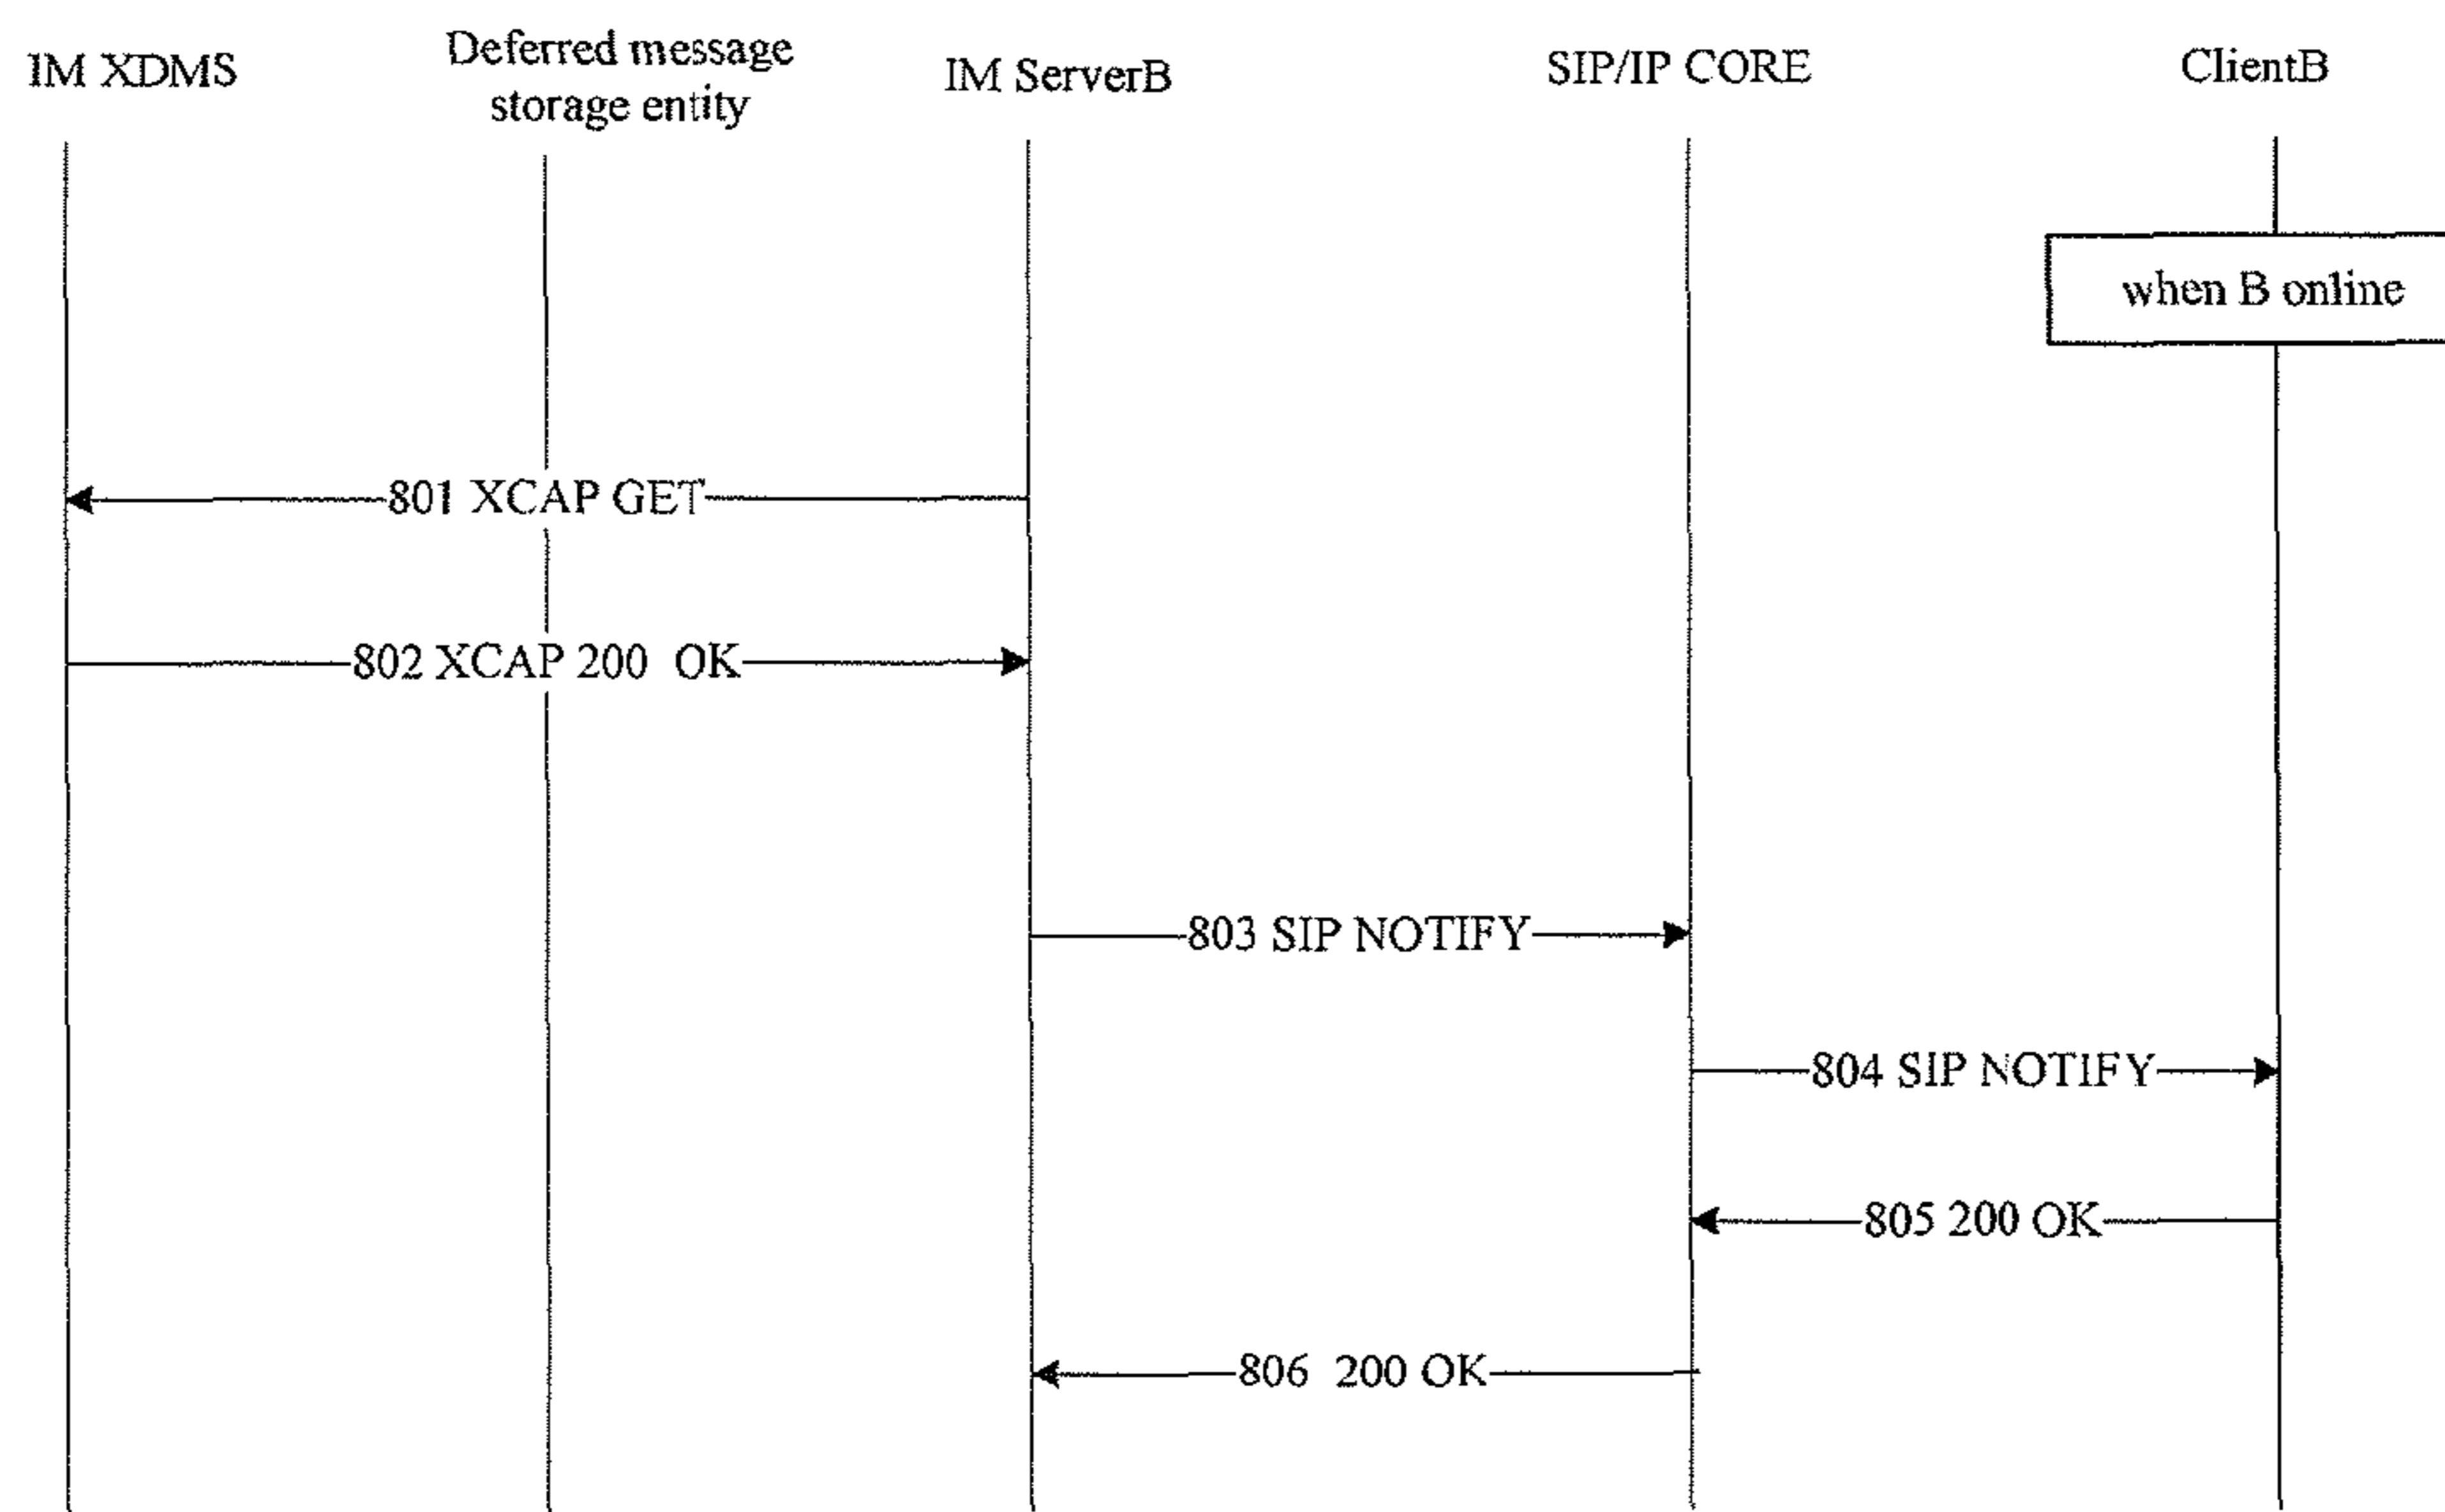 IM XDMS
Deferred message
storage entity
IM ServerB
SIP/IP CORE
ClientB
when B online
801 XCAP GET
802 XCAP 200 OK
803 SIP NOTIFY
804 SIP NOTIFY
805 200 OK
806 200 OK